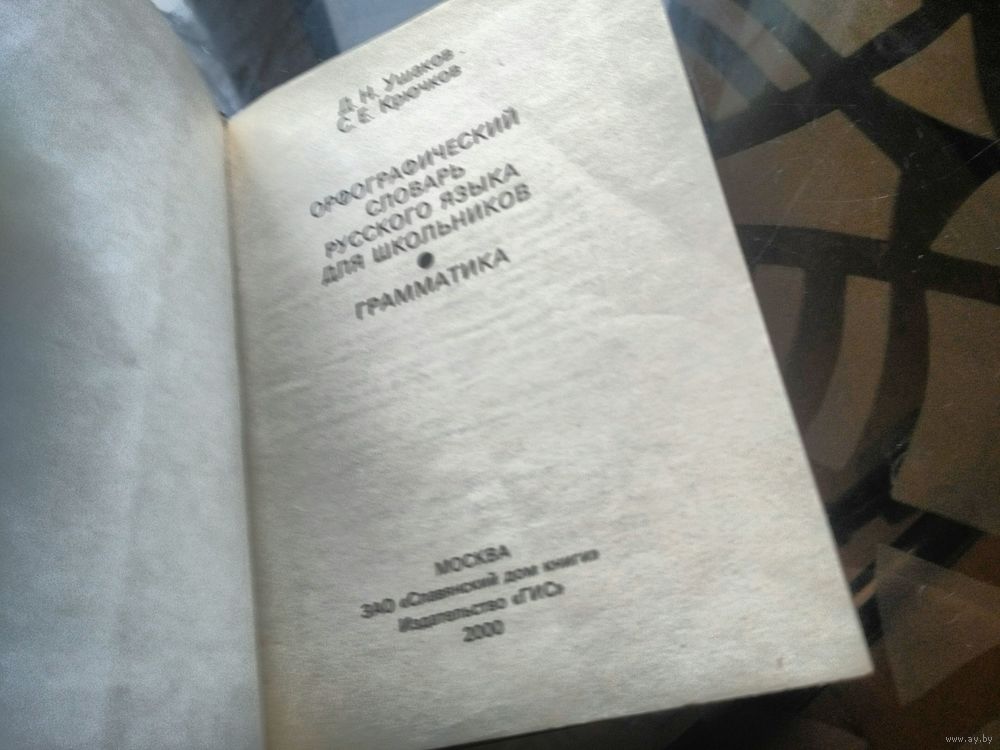 Д. Н. Ушаков
С. Е. Крючков
ОРФОГРАФИЧЕСКИЙ
СЛОВАРЬ
РУССКОГО ЯЗЫКА
ДЛЯ ШКОЛЬНИКОВ
●
ГРАММАТИКА
МОСКВА
ЗАО «Славянский дом книги»
Издательство «ГИС»
2000
www.ay.by